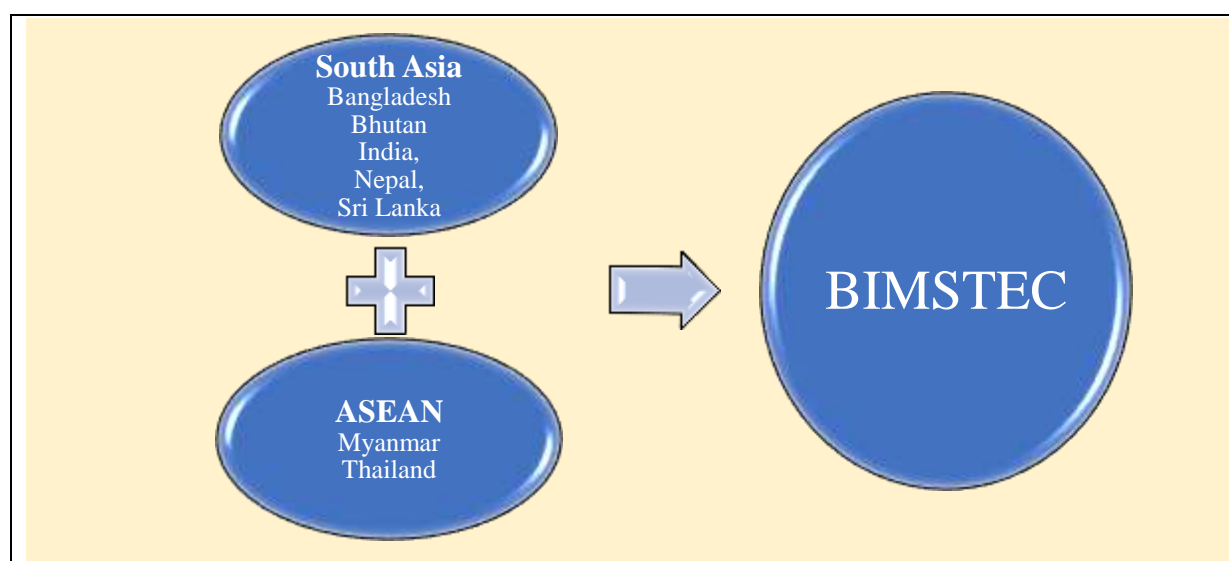 South Asia
Bangladesh
Bhutan
India,
Nepal,
Sri Lanka
ASEAN
Myanmar
Thailand
BIMSTEC